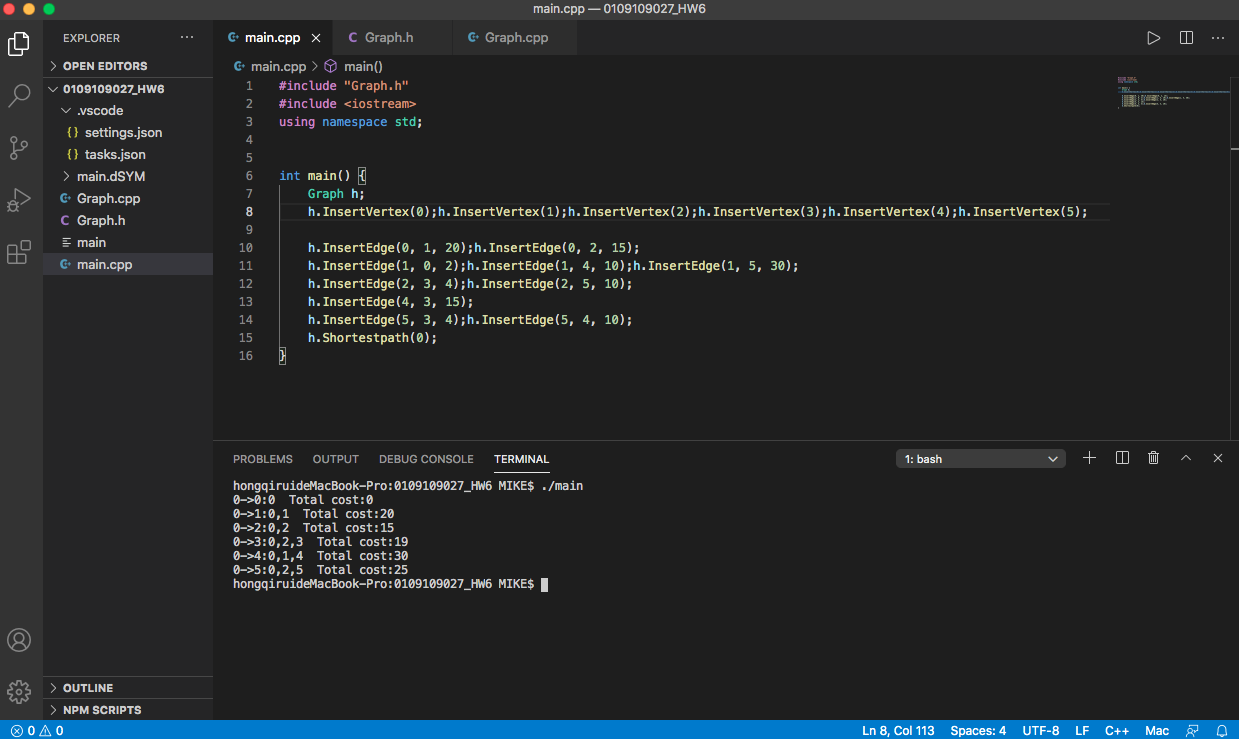 main.cpp — 0109109027_HW6
EXPLORER
OPEN EDITORS
0109109027_HW6
.vscode
{} settings.json
{} tasks.json
main.dSYM
Graph.cpp
C Graph.h
main
main.cpp
OUTLINE
NPM SCRIPTS
main.cpp C Graph.h Graph.cpp
main.cpp > main()
1 #include "Graph.h"
2 #include <iostream>
3 using namespace std;
4
5
6 int main() {
7 Graph h;
8 h.InsertVertex(0);h.InsertVertex(1);h.InsertVertex(2);h.InsertVertex(3);h.InsertVertex(4);h.InsertVertex(5);
9
10 h.InsertEdge(0, 1, 20);h.InsertEdge(0, 2, 15);
11 h.InsertEdge(1, 0, 2);h.InsertEdge(1, 4, 10);h.InsertEdge(1, 5, 30);
12 h.InsertEdge(2, 3, 4);h.InsertEdge(2, 5, 10);
13 h.InsertEdge(4, 3, 15);
14 h.InsertEdge(5, 3, 4);h.InsertEdge(5, 4, 10);
15 h.Shortestpath(0);
16 }
PROBLEMS OUTPUT DEBUG CONSOLE TERMINAL 1: bash
hongqiruideMacBook-Pro:0109109027_HW6 MIKE$ ./main
0->0:0 Total cost:0
0->1:0,1 Total cost:20
0->2:0,2 Total cost:15
0->3:0,2,3 Total cost:19
0->4:0,1,4 Total cost:30
0->5:0,2,5 Total cost:25
hongqiruideMacBook-Pro:0109109027_HW6 MIKE$
0 0 Ln 8, Col 113 Spaces: 4 UTF-8 LF C++ Mac